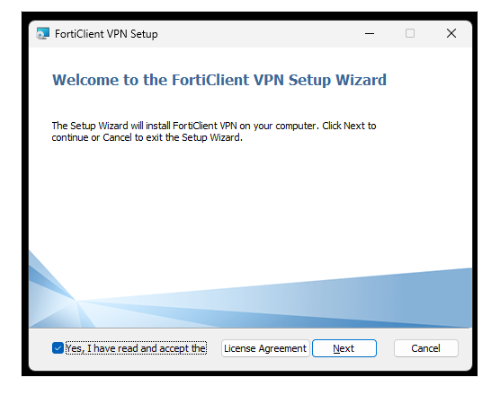 FortiClient VPN Setup
Welcome to the FortiClient VPN Setup Wizard
The Setup Wizard will install FortiClient VPN on your computer. Click Next to
continue or Cancel to exit the Setup Wizard.
Yes, I have read and accept the License Agreement Next Cancel